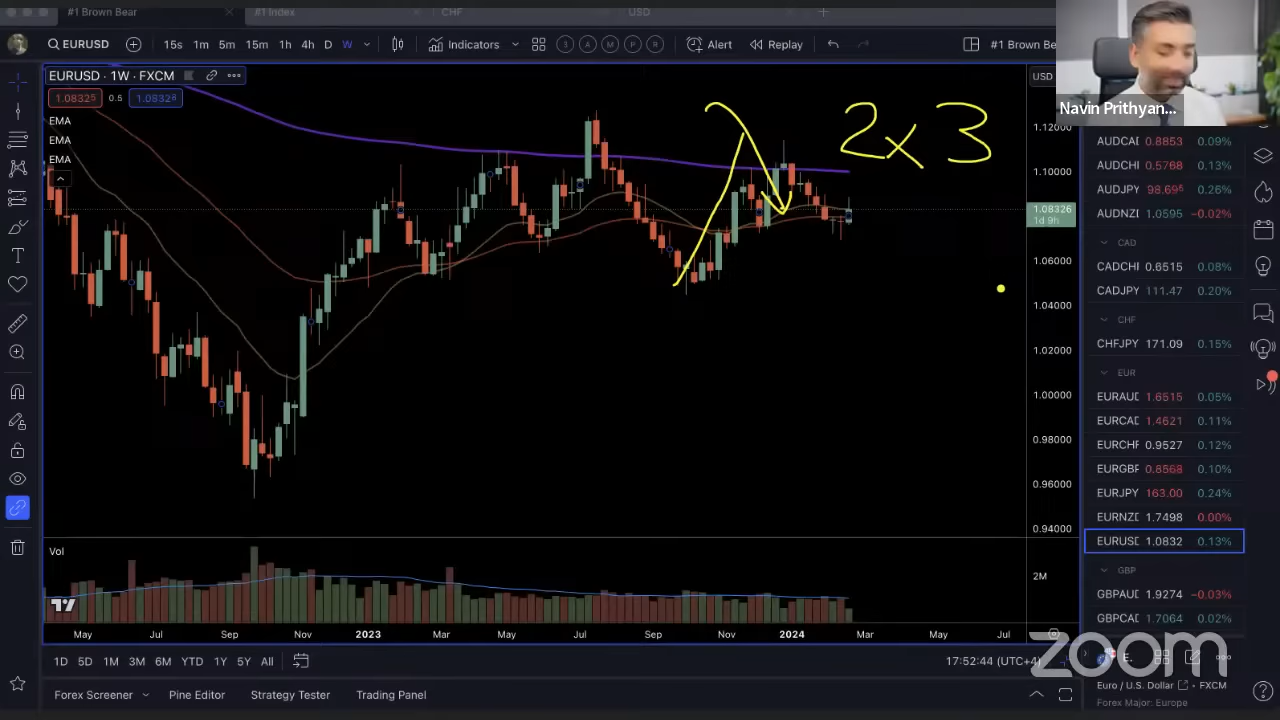 #1 Brown Bear
#1 Index
CHF
USD
EURUSD
15s 1m 5m 15m 1h 4h D W
Indicators
Alert
Replay
#1 Brown Be
Navin Prithyan...
EURUSD · 1W · FXCM
1.08325 0.5 1.08326
EMA
EMA
EMA
2x3
USD
1.12000
1.10000
1.08326
1d 9h
1.06000
1.04000
1.02000
1.00000
0.98000
0.96000
0.94000
Vol
2M
May Jul Sep Nov 2023 Mar May Jul Sep Nov 2024 Mar May Jul
AUDCAD 0.8853 0.09%
AUDCHI 0.5768 0.13%
AUDJPY 98.696 0.26%
AUDNZI 1.0595 −0.02%
CAD
CADCHI 0.6515 0.08%
CADJPY 111.47 0.20%
CHF
CHFJPY 171.09 0.15%
EUR
EURAUD 1.6515 0.05%
EURCAD 1.4621 0.11%
EURCHF 0.9527 0.13%
EURGBP 0.8568 0.10%
EURJPY 163.00 0.24%
EURNZD 1.7498 0.00%
EURUSD 1.0832 0.13%
GBP
GBPAUD 1.9274 −0.03%
GBPCAD 1.7064 0.02%
zoom
E.
Euro / U.S. Dollar · FXCM
Forex Major: Europe
1D 5D 1M 3M 6M YTD 1Y 5Y All
17:52:44 (UTC+4)
Forex Screener
Pine Editor
Strategy Tester
Trading Panel